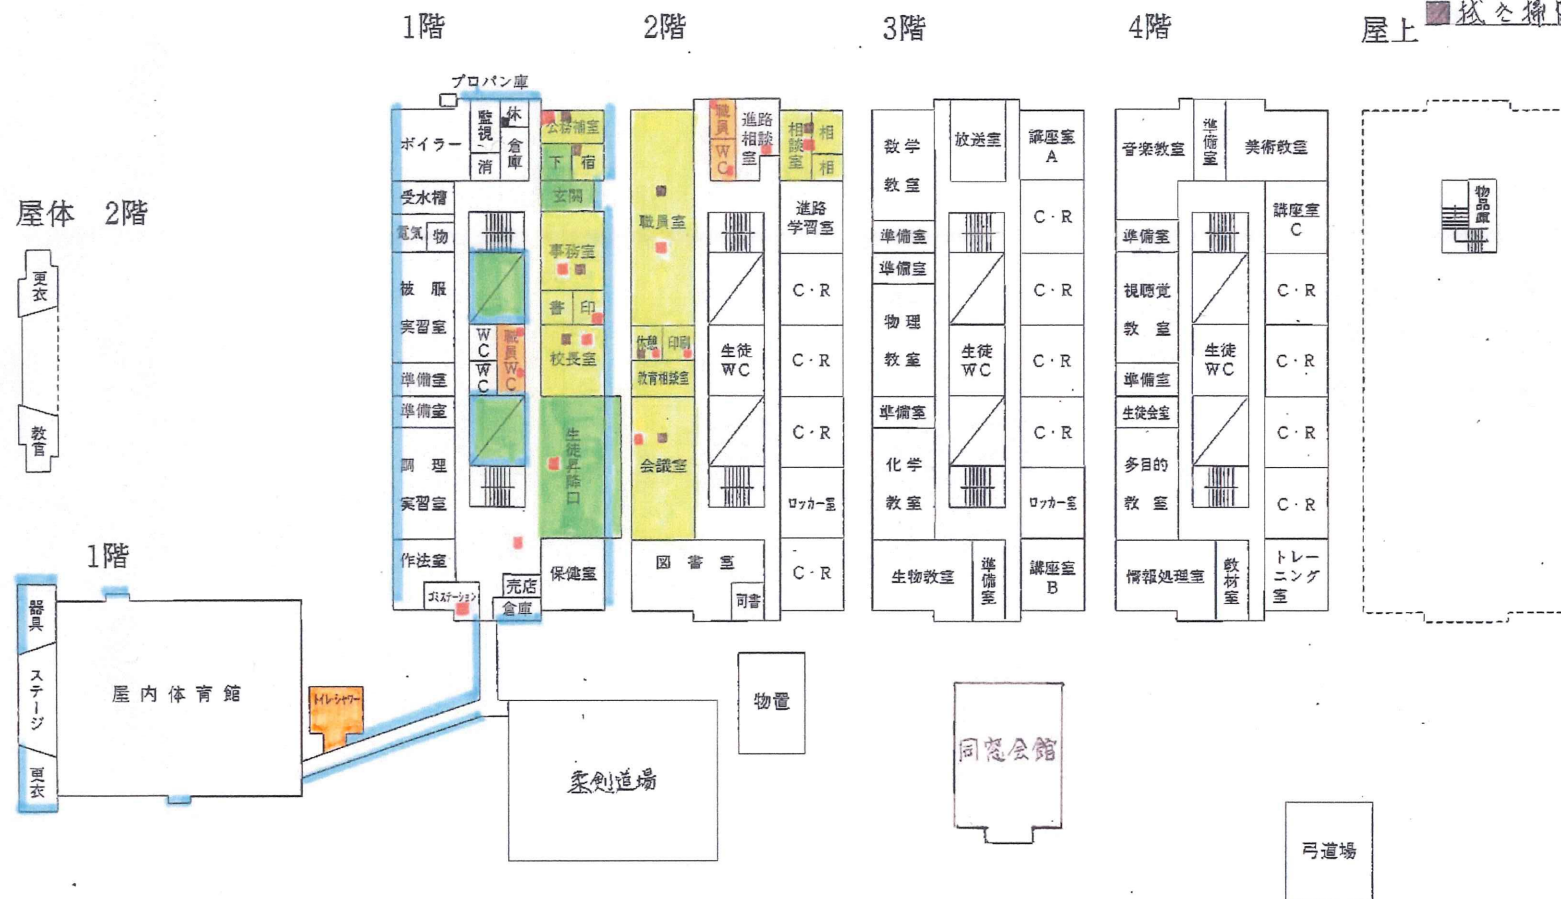 1階
2階
3階
4階
屋上
拭き掃
プロパン庫
ボイラー
監視
休
倉庫
消
公務補室
下
宿
玄関
受水槽
電気
物
事務室
書
印
被服
実習室
WC
WC
職員WC
校長室
準備室
準備室
調理
実習室
生徒昇降口
作法室
ゴミステーション
売店
倉庫
保健室
職員
WC
進路
相談室
相談室
相
相
職員室
進路
学習室
C・R
休憩
印刷
生徒
WC
C・R
教育相談室
会議室
C・R
ロッカー室
図書室
司書
C・R
数学
教室
放送室
講座室
A
C・R
準備室
準備室
物理
教室
C・R
生徒
WC
C・R
準備室
化学
教室
C・R
ロッカー室
生物教室
準備室
講座室
B
音楽教室
準備室
美術教室
講座室
C
準備室
視聴覚
教室
C・R
生徒
WC
C・R
準備室
生徒会室
多目的
教室
C・R
C・R
情報処理室
教材室
トレー
ニング
室
物品庫
屋体 2階
更衣
教官
1階
器具
ステージ
更衣
屋内体育館
トイレ・シャワー
柔剣道場
物置
同窓会館
弓道場